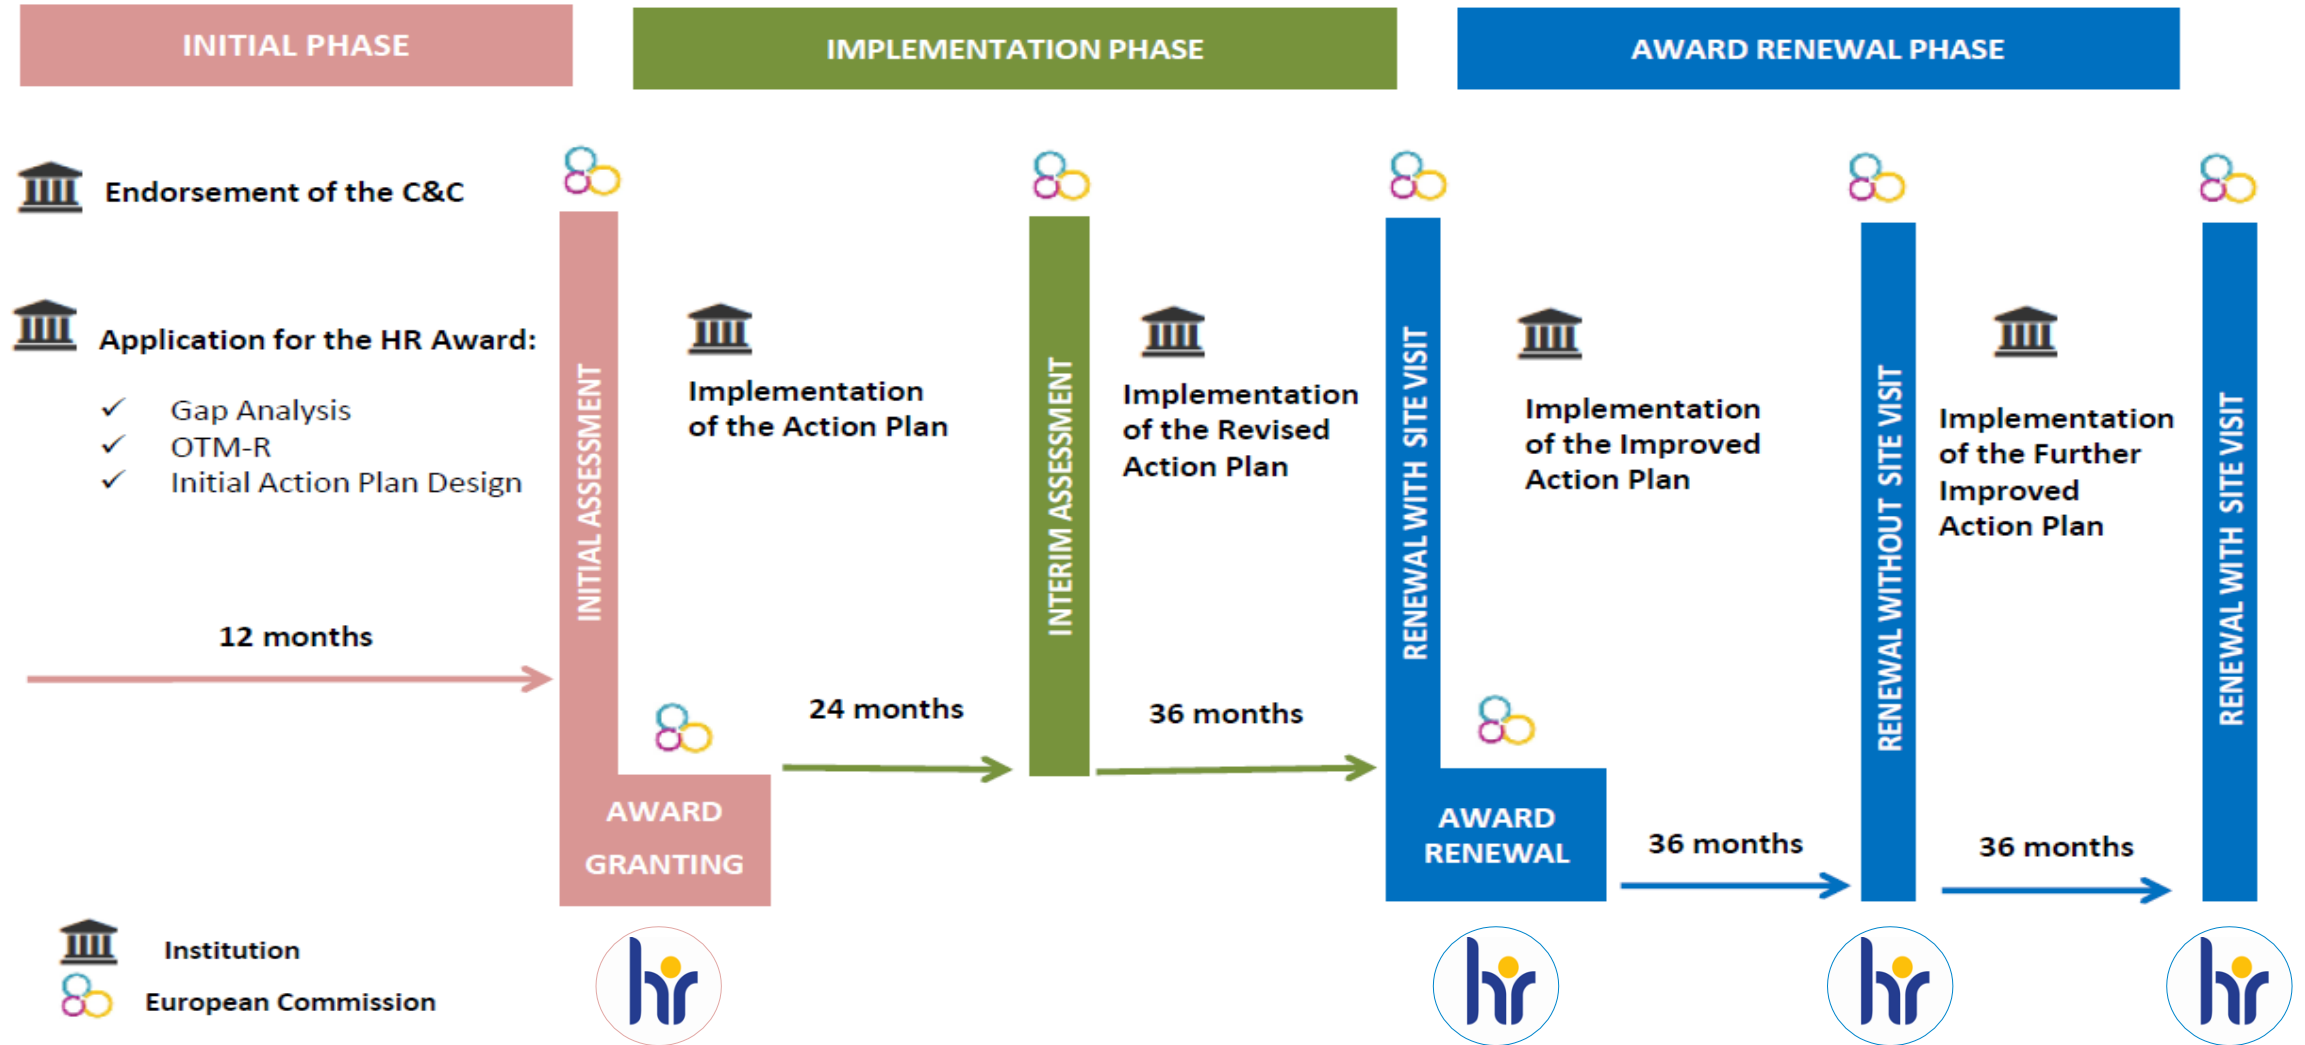 INITIAL PHASE
IMPLEMENTATION PHASE
AWARD RENEWAL PHASE
Endorsement of the C&C
Application for the HR Award:
✓ Gap Analysis
✓ OTM-R
✓ Initial Action Plan Design
12 months
INITIAL ASSESSMENT
AWARD
GRANTING
Implementation
of the Action Plan
24 months
INTERIM ASSESSMENT
Implementation
of the Revised
Action Plan
36 months
RENEWAL WITH SITE VISIT
AWARD
RENEWAL
Implementation
of the Improved
Action Plan
36 months
RENEWAL WITHOUT SITE VISIT
Implementation
of the Further
Improved
Action Plan
36 months
RENEWAL WITH SITE VISIT
Institution
European Commission
hr
hr
hr
hr